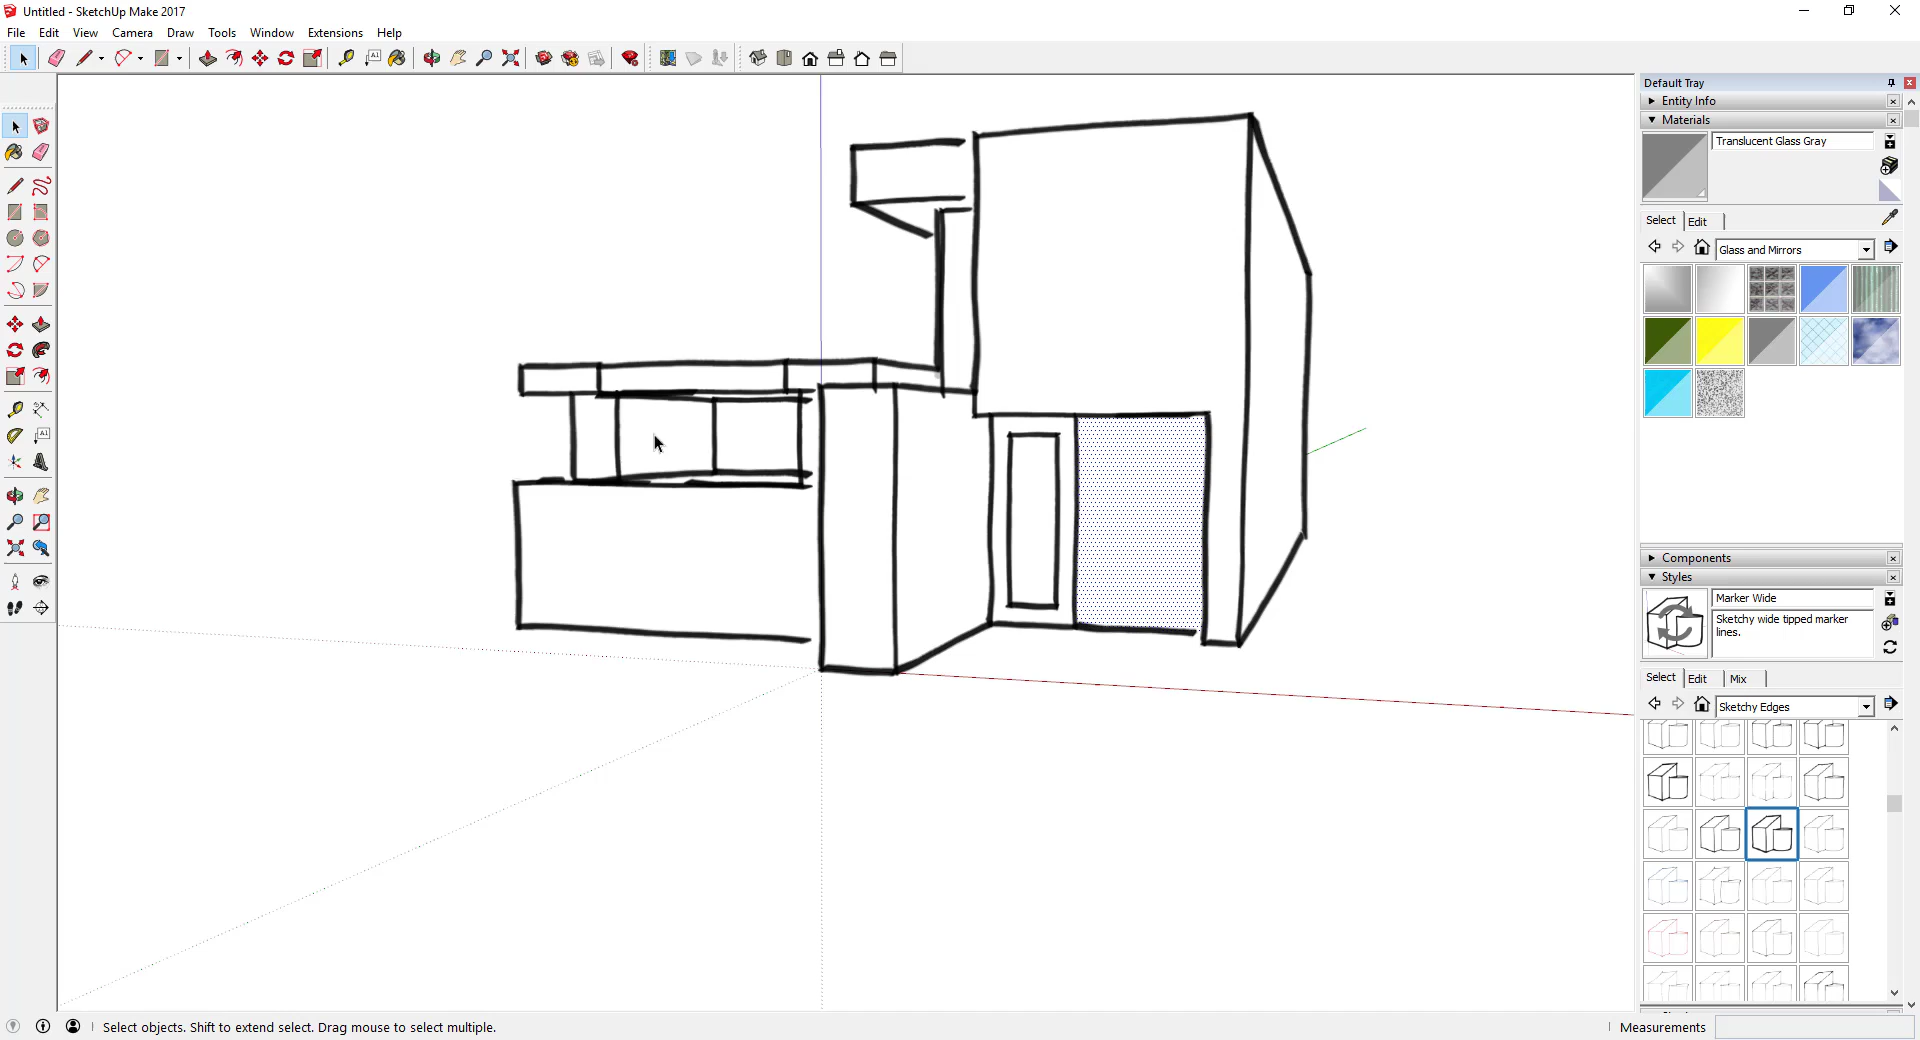 Untitled - SketchUp Make 2017
File Edit View Camera Draw Tools Window Extensions Help
Default Tray
Entity Info
Materials
Translucent Glass Gray
Select Edit
Glass and Mirrors
Components
Styles
Marker Wide
Sketchy wide tipped marker
lines.
Select Edit Mix
Sketchy Edges
Select objects. Shift to extend select. Drag mouse to select multiple.
Measurements